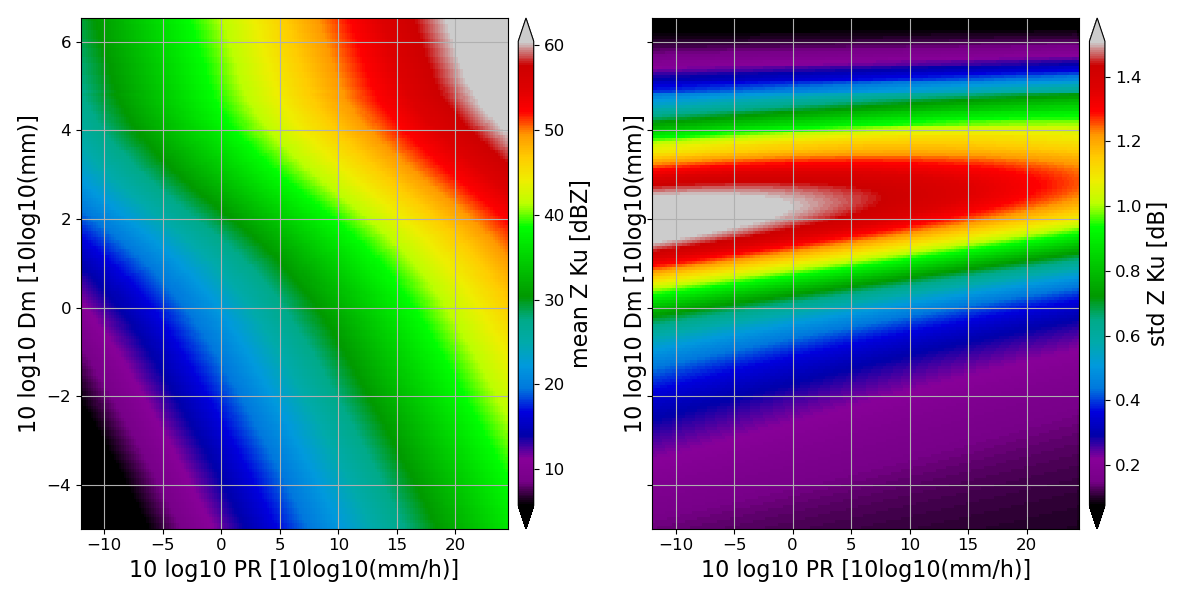 10 log10 Dm [10log10(mm)]
6
4
2
0
−2
−4
−10 −5 0 5 10 15 20
10 log10 PR [10log10(mm/h)]
60
50
40
30
20
10
mean Z Ku [dBZ]
10 log10 Dm [10log10(mm)]
−10 −5 0 5 10 15 20
10 log10 PR [10log10(mm/h)]
1.4
1.2
1.0
0.8
0.6
0.4
0.2
std Z Ku [dB]